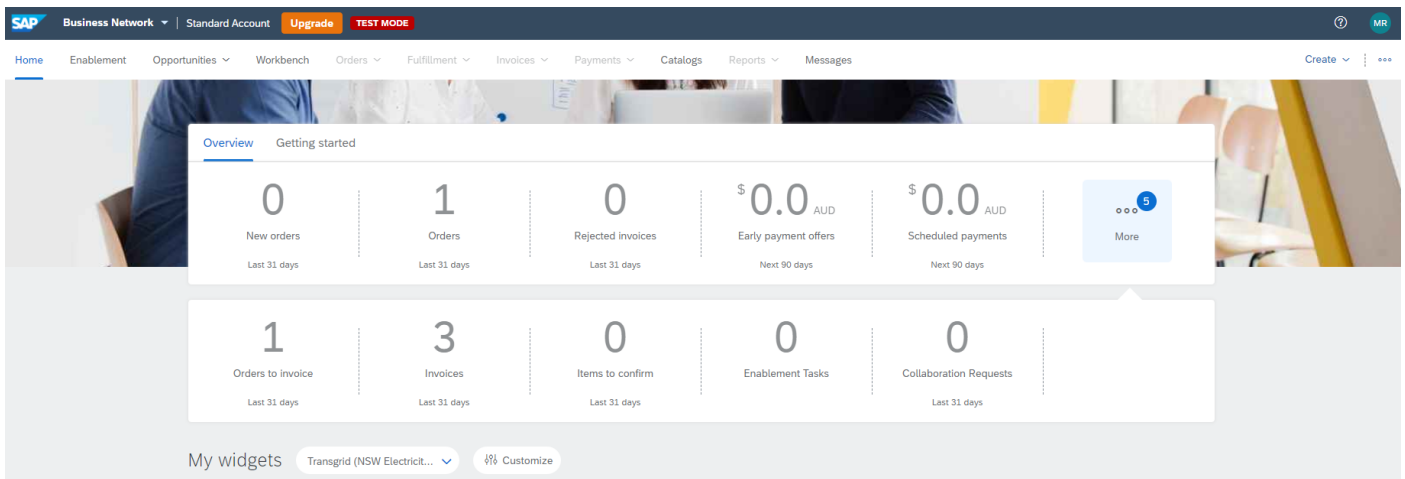 SAP Business Network | Standard Account Upgrade TEST MODE MR
Home Enablement Opportunities Workbench Orders Fulfillment Invoices Payments Catalogs Reports Messages Create
Overview Getting started
0 1 0 $0.0 AUD $0.0 AUD 5
New orders Orders Rejected invoices Early payment offers Scheduled payments More
Last 31 days Last 31 days Last 31 days Next 90 days Next 90 days
1 3 0 0 0
Orders to invoice Invoices Items to confirm Enablement Tasks Collaboration Requests
Last 31 days Last 31 days Last 31 days Last 31 days
My widgets Transgrid (NSW Electricit... Customize